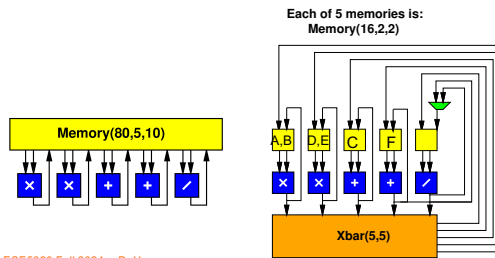 Each of 5 memories is:
Memory(16,2,2)
Memory(80,5,10)
A,B D,E C F
× × + + /
× × + + /
Xbar(5,5)